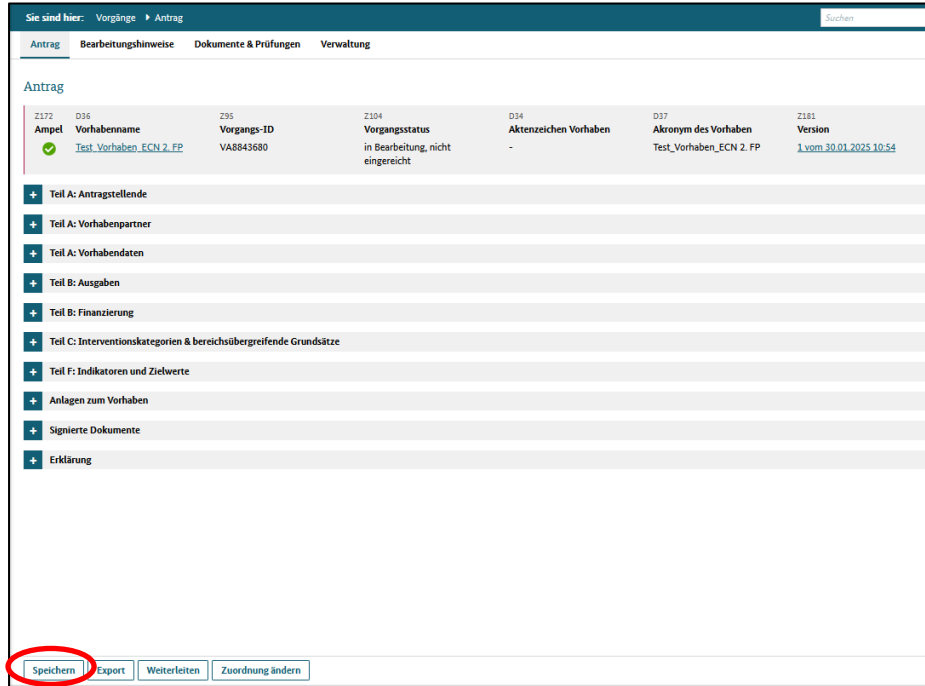 Sie sind hier: Vorgänge Antrag Suchen
Antrag Bearbeitungshinweise Dokumente & Prüfungen Verwaltung
Antrag
Z172 D36 Z95 Z104 D34 D37 Z181
Ampel Vorhabenname Vorgangs-ID Vorgangsstatus Aktenzeichen Vorhaben Akronym des Vorhaben Version
Test_Vorhaben_ECN 2. FP VA8843680 in Bearbeitung, nicht - Test_Vorhaben_ECN 2. FP 1 vom 30.01.2025 10:54
eingereicht
+ Teil A: Antragstellende
+ Teil A: Vorhabenpartner
+ Teil A: Vorhabendaten
+ Teil B: Ausgaben
+ Teil B: Finanzierung
+ Teil C: Interventionskategorien & bereichsübergreifende Grundsätze
+ Teil F: Indikatoren und Zielwerte
+ Anlagen zum Vorhaben
+ Signierte Dokumente
+ Erklärung
Speichern Export Weiterleiten Zuordnung ändern